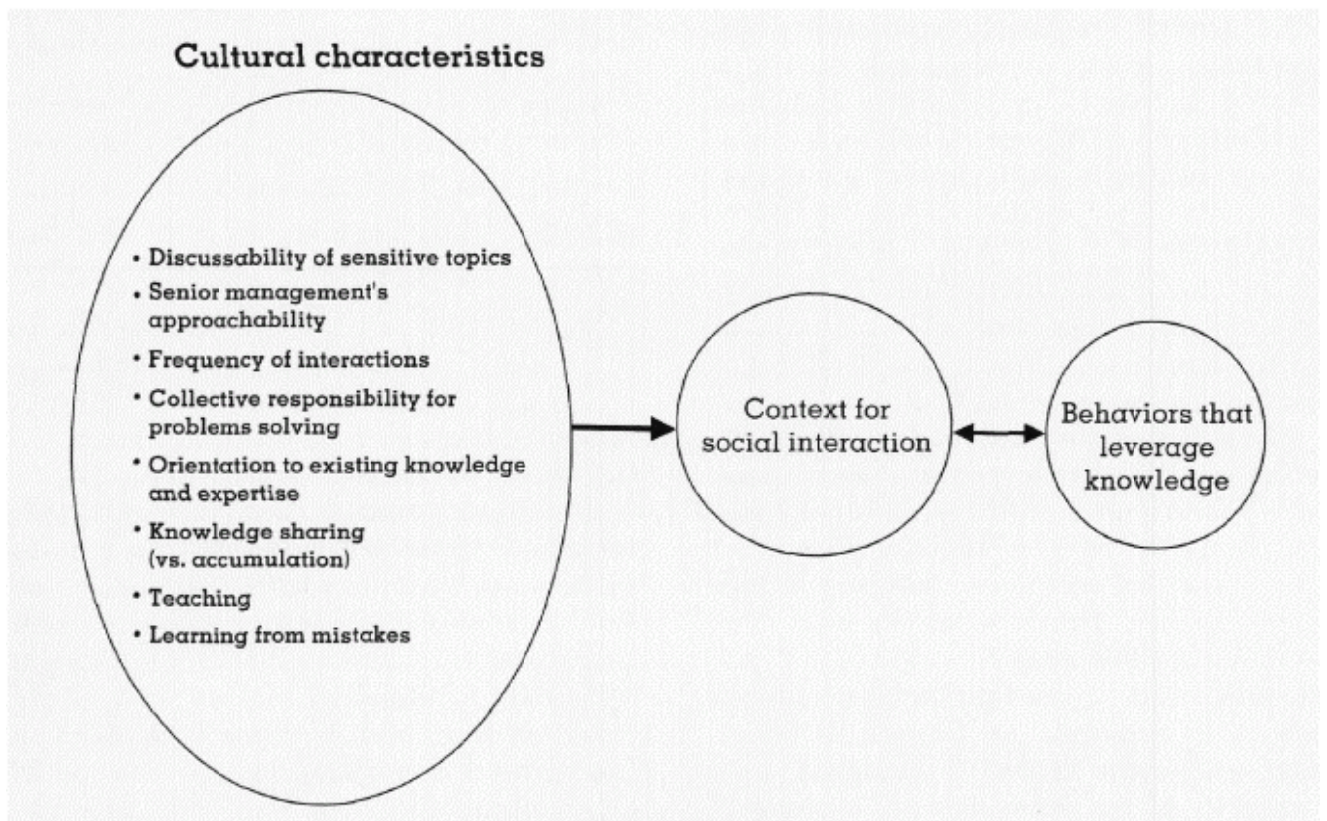 Cultural characteristics
• Discussability of sensitive topics
• Senior management's
approachability
• Frequency of interactions
• Collective responsibility for
problems solving
• Orientation to existing knowledge
and expertise
• Knowledge sharing
(vs. accumulation)
• Teaching
• Learning from mistakes
Context for
social interaction
Behaviors that
leverage
knowledge